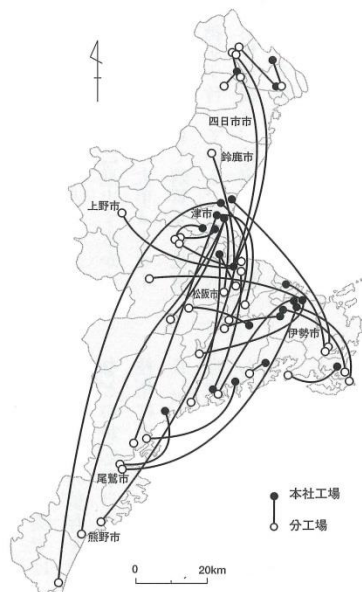 四日市市
鈴鹿市
上野市
津市
松阪市
伊勢市
尾鷲市
熊野市
本社工場
分工場
0
20km